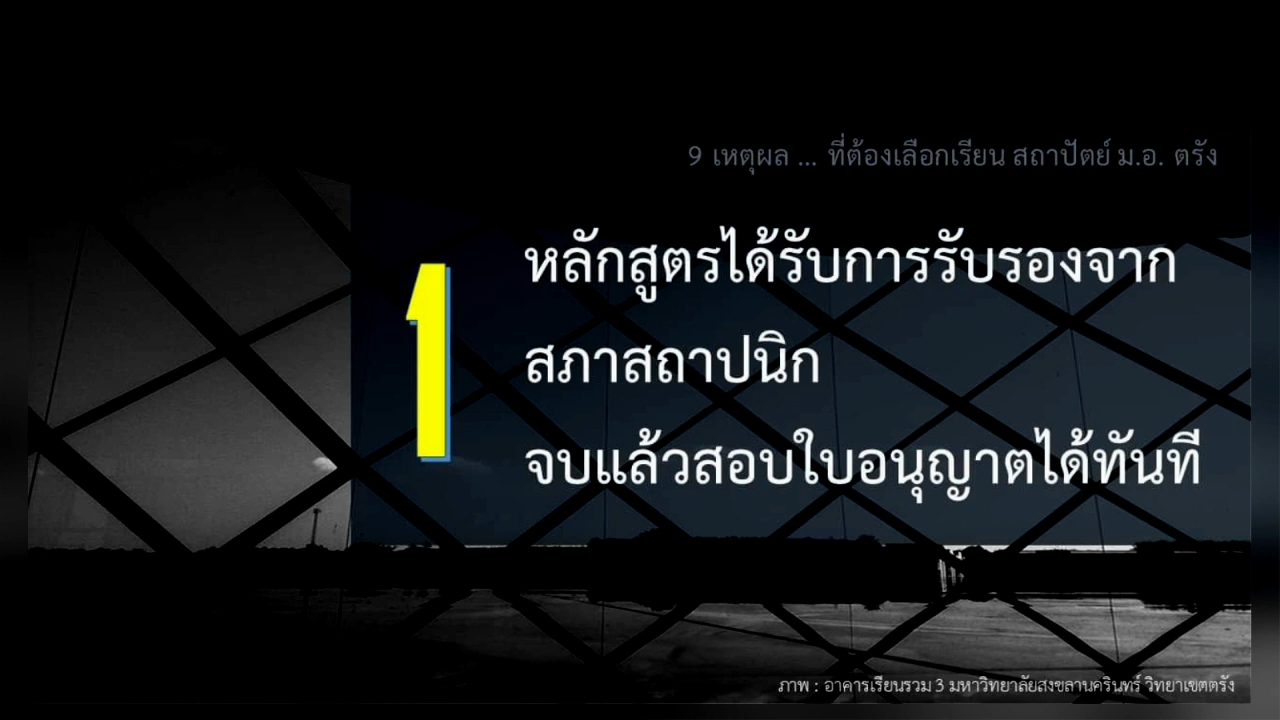 9 เหตุผล ... ที่ต้องเลือกเรียน สถาปัตย์ ม.อ. ตรัง
1
หลักสูตรได้รับการรับรองจาก
สภาสถาปนิก
จบแล้วสอบใบอนุญาตได้ทันที
ภาพ : อาคารเรียนรวม 3 มหาวิทยาลัยสงขลานครินทร์ วิทยาเขตตรัง